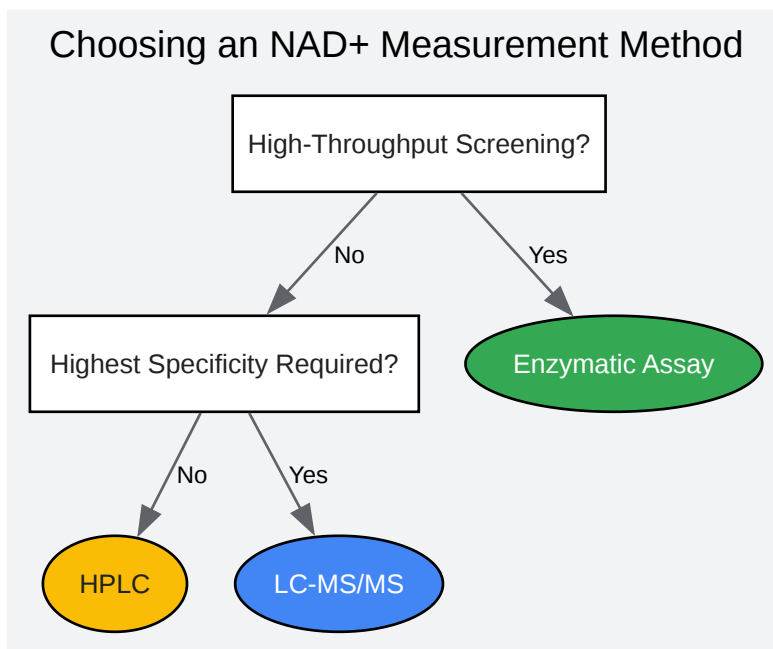 Choosing an NAD+ Measurement Method
High-Throughput Screening?
No
Yes
Highest Specificity Required?
Enzymatic Assay
No
Yes
HPLC
LC-MS/MS